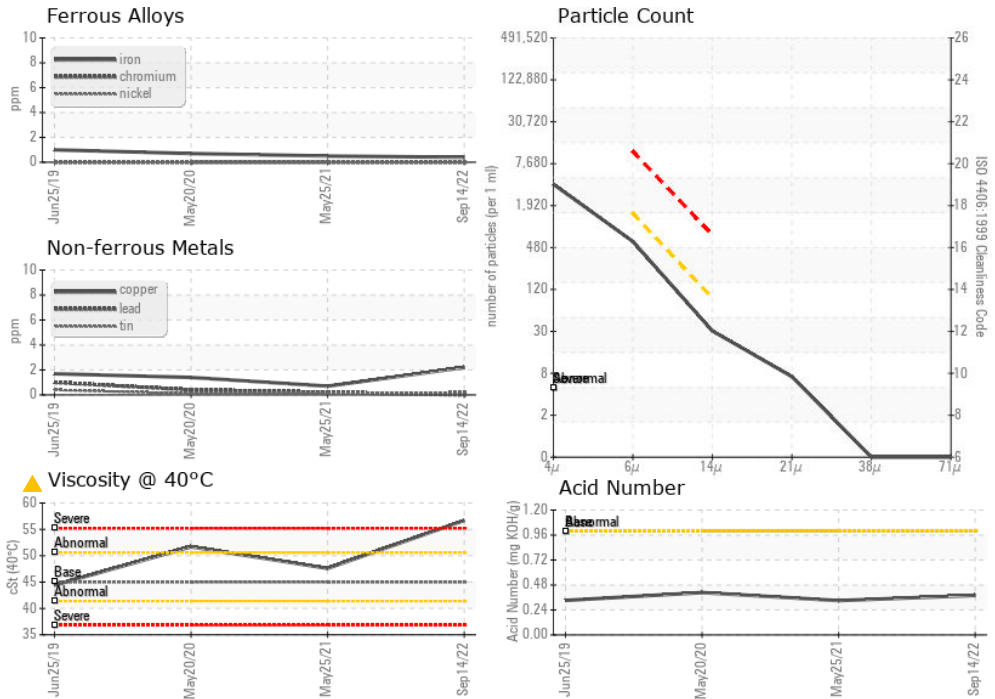 Ferrous Alloys
ppm
10
8
6
4
2
0
iron
chromium
nickel
Jun25/19
May20/20
May25/21
Sep14/22
Non-ferrous Metals
ppm
10
8
6
4
2
0
copper
lead
tin
Jun25/19
May20/20
May25/21
Sep14/22
Viscosity @ 40°C
cSt (40°C)
60
55
50
45
40
35
Severe
Abnormal
Base
Abnormal
Severe
Jun25/19
May20/20
May25/21
Sep14/22
Particle Count
number of particles (per 1 ml)
491,520
122,880
30,720
7,680
1,920
480
120
30
8
2
0
Abnormal
4µ
6µ
14µ
21µ
38µ
71µ
26
24
22
20
18
16
14
12
10
8
6
ISO 4406:1999 Cleanliness Code
Acid Number
Acid Number (mg KOH/g)
1.20
0.96
0.72
0.48
0.24
0.00
Abnormal
Jun25/19
May20/20
May25/21
Sep14/22